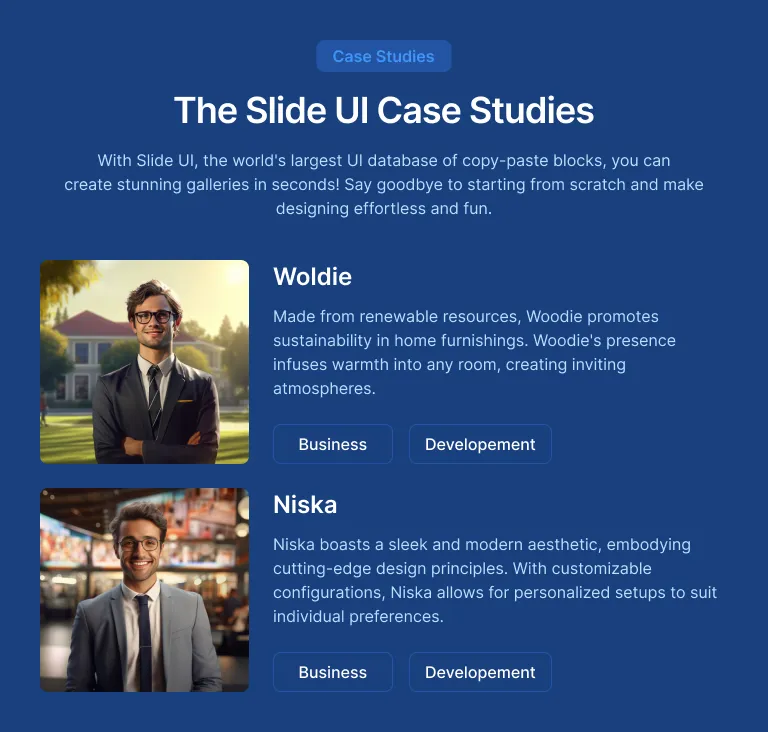 Case Studies
The Slide UI Case Studies
With Slide UI, the world's largest UI database of copy-paste blocks, you can
create stunning galleries in seconds! Say goodbye to starting from scratch and make
designing effortless and fun.
Woldie
Made from renewable resources, Woodie promotes
sustainability in home furnishings. Woodie's presence
infuses warmth into any room, creating inviting
atmospheres.
Business
Developement
Niska
Niska boasts a sleek and modern aesthetic, embodying
cutting-edge design principles. With customizable
configurations, Niska allows for personalized setups to suit
individual preferences.
Business
Developement